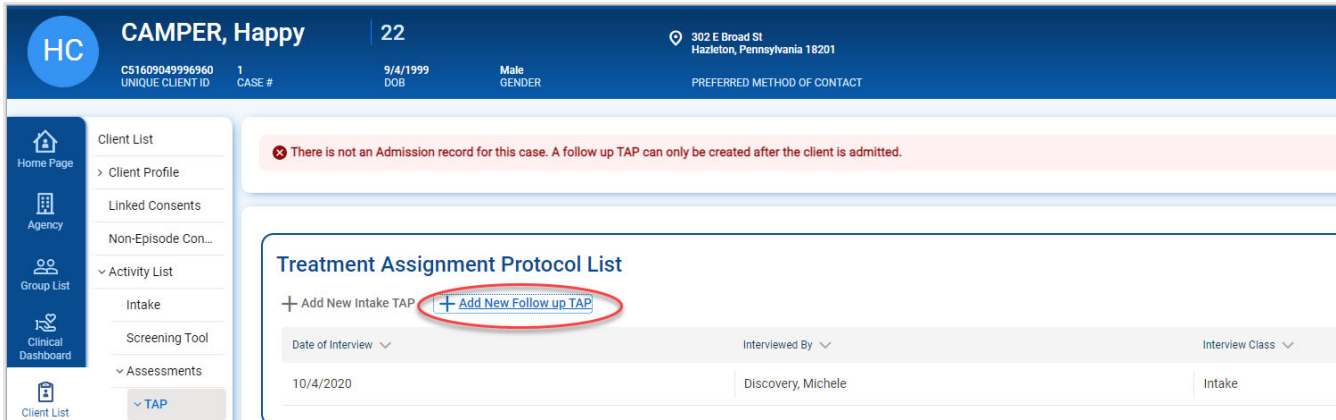 HC
CAMPER, Happy
22
302 E Broad St
Hazleton, Pennsylvania 18201
C51609049996960
1
9/4/1999
Male
UNIQUE CLIENT ID
CASE #
DOB
GENDER
PREFERRED METHOD OF CONTACT
Home Page
Agency
Group List
Clinical
Dashboard
Client List
Client List
Client Profile
Linked Consents
Non-Episode Con...
Activity List
Intake
Screening Tool
Assessments
TAP
There is not an Admission record for this case. A follow up TAP can only be created after the client is admitted.
Treatment Assignment Protocol List
Add New Intake TAP
Add New Follow up TAP
Date of Interview
Interviewed By
Interview Class
10/4/2020
Discovery, Michele
Intake